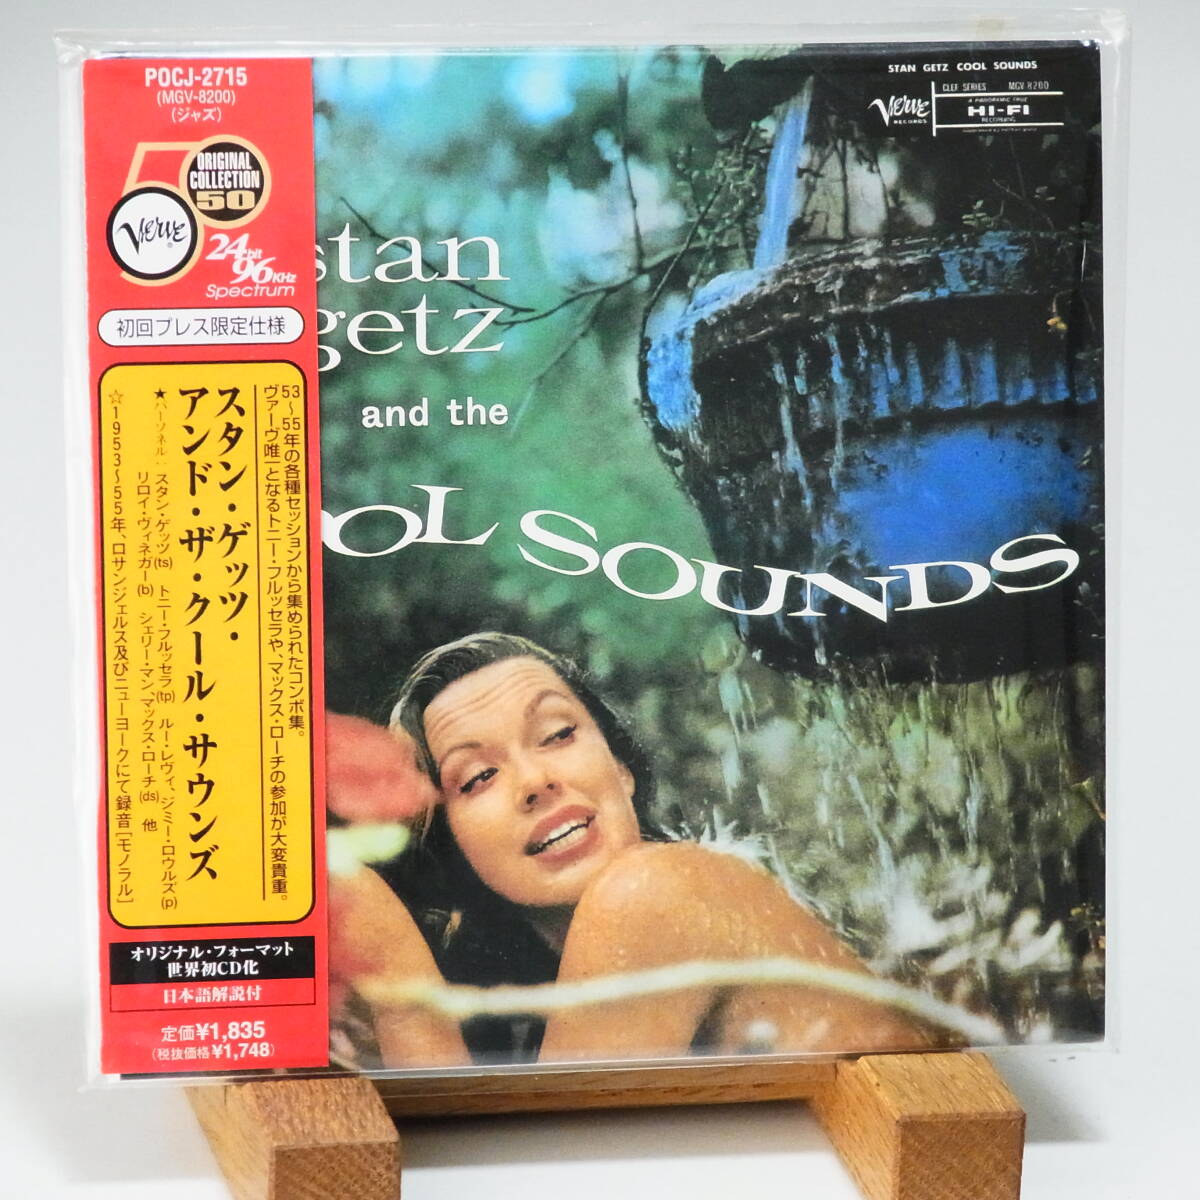 POCJ-2715
(MGV-8200)
(ジャズ)
50
ORIGINAL
COLLECTION
50
Verve
24bit
96KHz
Spectrum
初回プレス限定仕様
53〜55年の各種セッションから集められたコンボ集。
ヴァーヴ唯一となるトニー・フルッセラや、マックス・ローチの参加が大変貴重。
スタン・ゲッツ・
アンド・ザ・クール・サウンズ
★パーソネル:スタン・ゲッツ(ts) トニー・フルッセラ(tp) ルー・レヴィ、ジミー・ロウルズ(p)
リロイ・ヴィネガー(b) シェリー・マン、マックス・ローチ(ds) 他
☆1953〜55年、ロサンジェルス及びニューヨークにて録音[モノラル]
オリジナル・フォーマット
世界初CD化
日本語解説付
定価¥1,835
(税抜価格¥1,748)
STAN GETZ COOL SOUNDS
Verve
RECORDS
CLEF SERIES MGV-8200
A PANORAMIC TRUE
HI-FI
RECORDING
stan
getz
and the
OOL SOUNDS